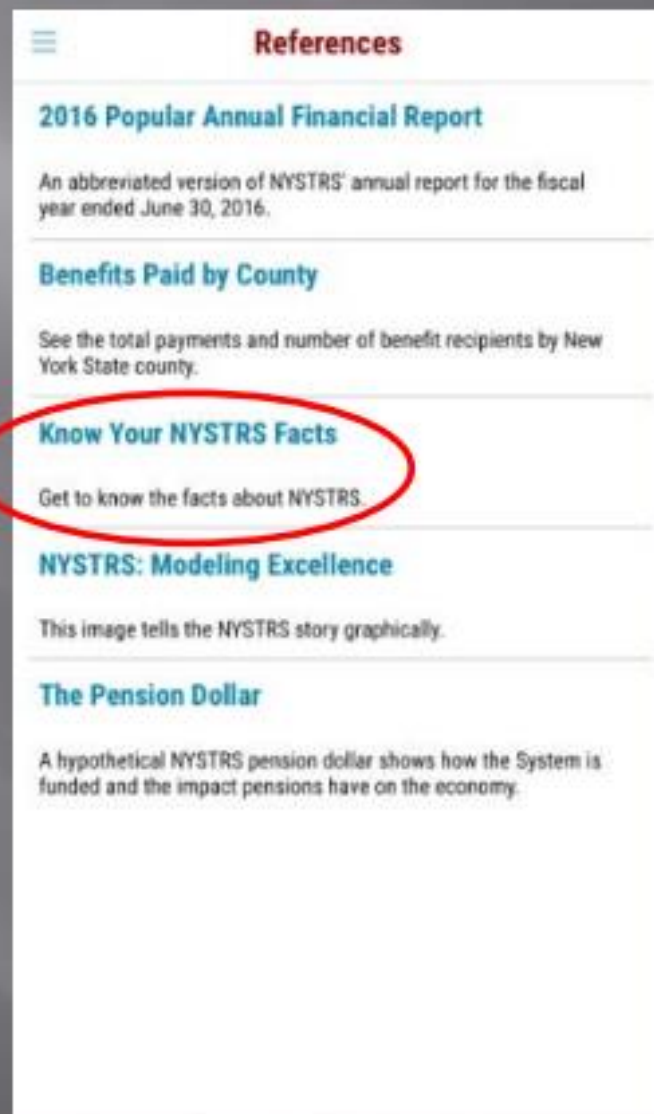 References
2016 Popular Annual Financial Report
An abbreviated version of NYSTRS' annual report for the fiscal
year ended June 30, 2016.
Benefits Paid by County
See the total payments and number of benefit recipients by New
York State county.
Know Your NYSTRS Facts
Get to know the facts about NYSTRS.
NYSTRS: Modeling Excellence
This image tells the NYSTRS story graphically.
The Pension Dollar
A hypothetical NYSTRS pension dollar shows how the System is
funded and the impact pensions have on the economy.